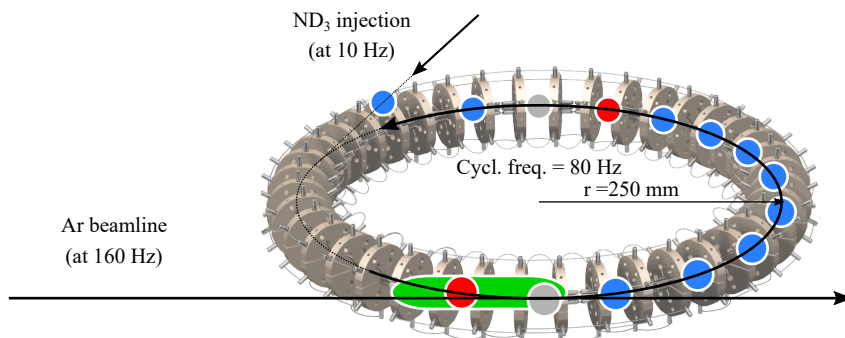 ND₃ injection
(at 10 Hz)
Cycl. freq. = 80 Hz
r =250 mm
Ar beamline
(at 160 Hz)